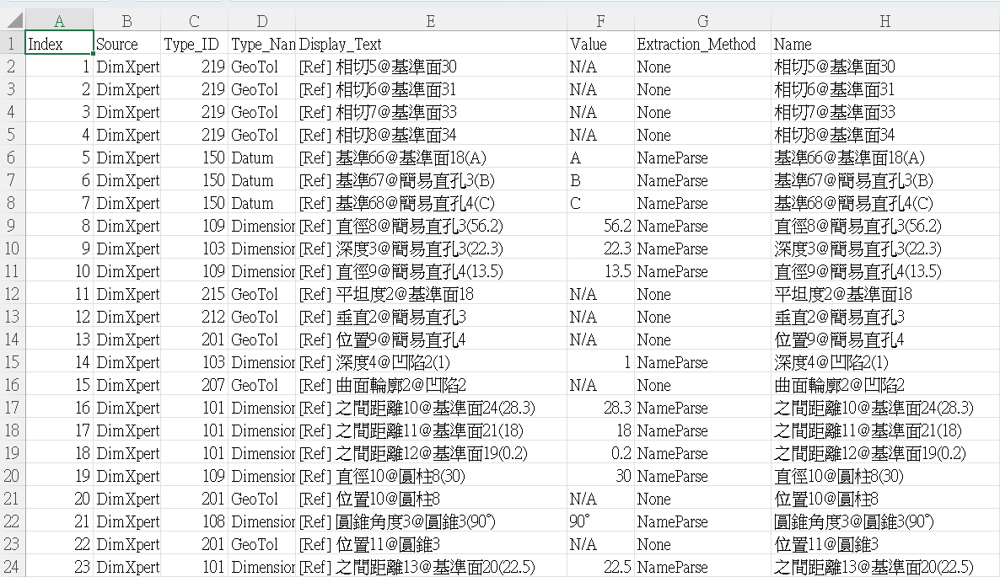 A B C D E F G H
1 Index Source Type_ID Type_Nan Display_Text Value Extraction_Method Name
2 1 DimXpert 219 GeoTol [Ref] 相切5@基準面30 N/A None 相切5@基準面30
3 2 DimXpert 219 GeoTol [Ref] 相切6@基準面31 N/A None 相切6@基準面31
4 3 DimXpert 219 GeoTol [Ref] 相切7@基準面33 N/A None 相切7@基準面33
5 4 DimXpert 219 GeoTol [Ref] 相切8@基準面34 N/A None 相切8@基準面34
6 5 DimXpert 150 Datum [Ref] 基準66@基準面18(A) A NameParse 基準66@基準面18(A)
7 6 DimXpert 150 Datum [Ref] 基準67@簡易直孔3(B) B NameParse 基準67@簡易直孔3(B)
8 7 DimXpert 150 Datum [Ref] 基準68@簡易直孔4(C) C NameParse 基準68@簡易直孔4(C)
9 8 DimXpert 109 Dimension [Ref] 直徑8@簡易直孔3(56.2) 56.2 NameParse 直徑8@簡易直孔3(56.2)
10 9 DimXpert 103 Dimension [Ref] 深度3@簡易直孔3(22.3) 22.3 NameParse 深度3@簡易直孔3(22.3)
11 10 DimXpert 109 Dimension [Ref] 直徑9@簡易直孔4(13.5) 13.5 NameParse 直徑9@簡易直孔4(13.5)
12 11 DimXpert 215 GeoTol [Ref] 平坦度2@基準面18 N/A None 平坦度2@基準面18
13 12 DimXpert 212 GeoTol [Ref] 垂直2@簡易直孔3 N/A None 垂直2@簡易直孔3
14 13 DimXpert 201 GeoTol [Ref] 位置9@簡易直孔4 N/A None 位置9@簡易直孔4
15 14 DimXpert 103 Dimension [Ref] 深度4@凹陷2(1) 1 NameParse 深度4@凹陷2(1)
16 15 DimXpert 207 GeoTol [Ref] 曲面輪廓2@凹陷2 N/A None 曲面輪廓2@凹陷2
17 16 DimXpert 101 Dimension [Ref] 之間距離10@基準面24(28.3) 28.3 NameParse 之間距離10@基準面24(28.3)
18 17 DimXpert 101 Dimension [Ref] 之間距離11@基準面21(18) 18 NameParse 之間距離11@基準面21(18)
19 18 DimXpert 101 Dimension [Ref] 之間距離12@基準面19(0.2) 0.2 NameParse 之間距離12@基準面19(0.2)
20 19 DimXpert 109 Dimension [Ref] 直徑10@圓柱8(30) 30 NameParse 直徑10@圓柱8(30)
21 20 DimXpert 201 GeoTol [Ref] 位置10@圓柱8 N/A None 位置10@圓柱8
22 21 DimXpert 108 Dimension [Ref] 圓錐角度3@圓錐3(90°) 90° NameParse 圓錐角度3@圓錐3(90°)
23 22 DimXpert 201 GeoTol [Ref] 位置11@圓錐3 N/A None 位置11@圓錐3
24 23 DimXpert 101 Dimension [Ref] 之間距離13@基準面20(22.5) 22.5 NameParse 之間距離13@基準面20(22.5)